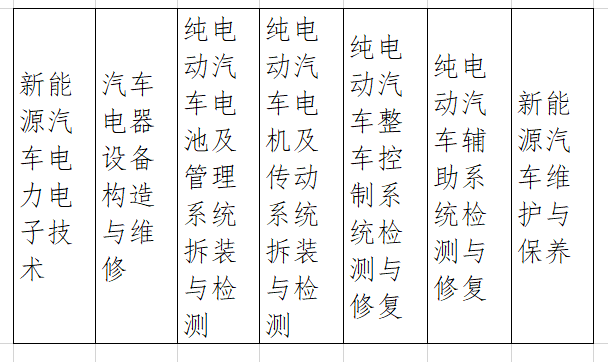 新能
源汽
车电
力电
子技
术
汽车
电器
设备
构造
与维
修
纯电
动汽
车电
池及
管理
系统
拆装
与检
测
纯电
动汽
车电
机及
传动
系统
拆装
与检
测
纯电
动汽
车整
车控
制系
统检
测与
修复
纯电
动汽
车辅
助系
统检
测与
修复
新能
源汽
车维
护与
保养